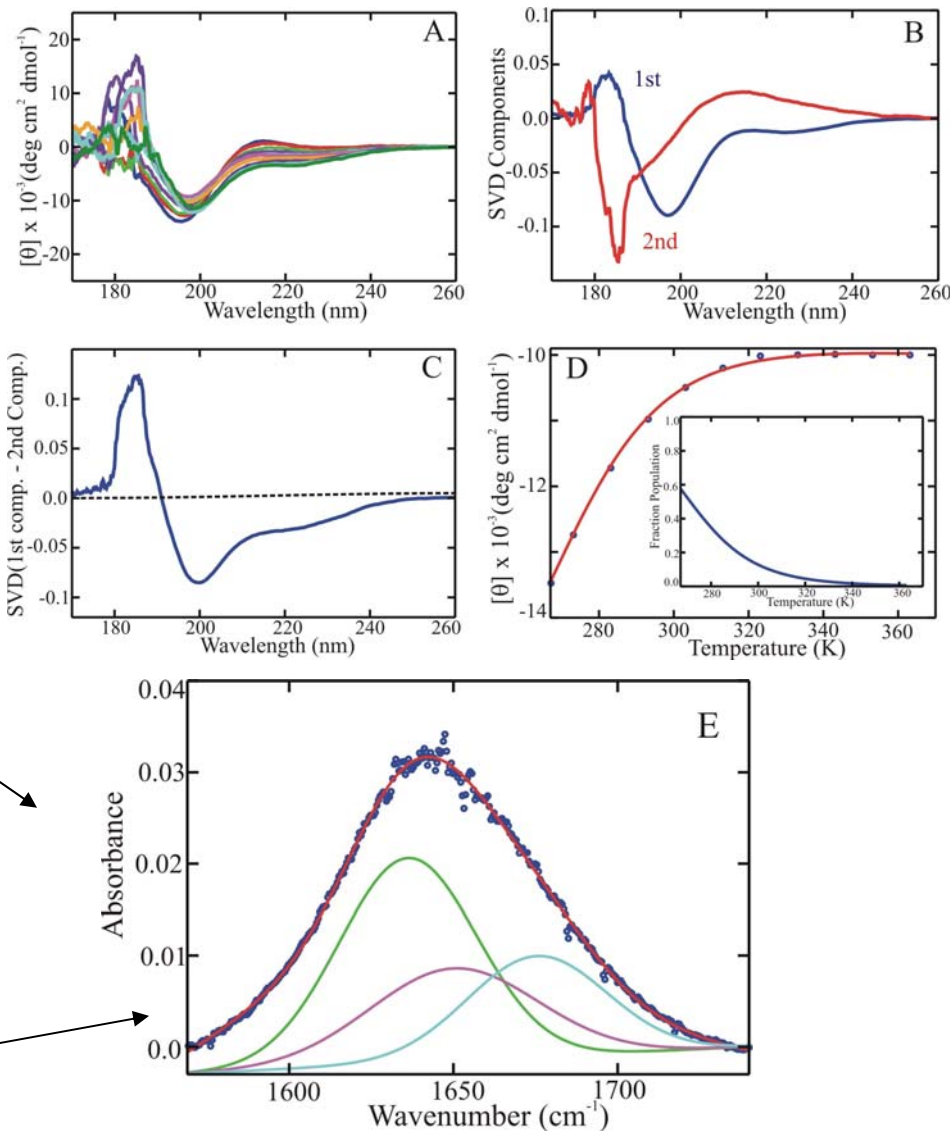 A
[θ] x 10⁻³(deg cm² dmol⁻¹)
20
10
0
-10
-20
180 200 220 240 260
Wavelength (nm)
B
SVD Components
0.1
0.05
0.0
-0.05
-0.1
1st
2nd
180 200 220 240 260
Wavelength (nm)
C
SVD(1st comp. - 2nd Comp.)
0.1
0.05
0.0
-0.05
-0.1
180 200 220 240 260
Wavelength (nm)
D
[θ] x 10⁻³(deg cm² dmol⁻¹)
-10
-12
-14
280 300 320 340 360
Temperature (K)
Fraction Population
1.0
0.8
0.6
0.4
0.2
0.0
280 300 320 340 360
Temperature (K)
E
Absorbance
0.04
0.03
0.02
0.01
0.0
1600 1650 1700
Wavenumber (cm⁻¹)